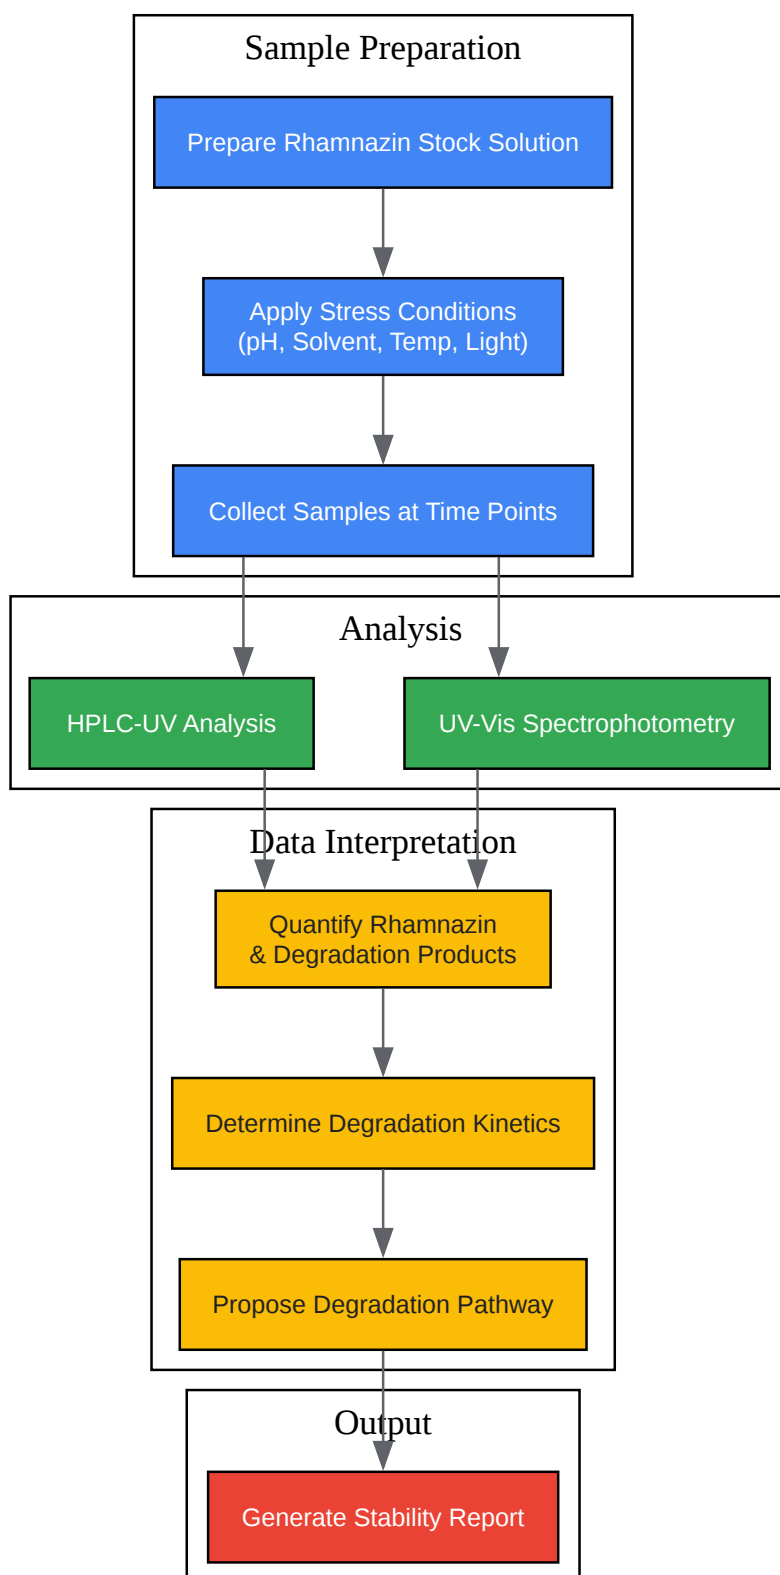 Sample Preparation
Prepare Rhamnazin Stock Solution
Apply Stress Conditions
(pH, Solvent, Temp, Light)
Collect Samples at Time Points
Analysis
HPLC-UV Analysis
UV-Vis Spectrophotometry
Data Interpretation
Quantify Rhamnazin
& Degradation Products
Determine Degradation Kinetics
Propose Degradation Pathway
Output
Generate Stability Report